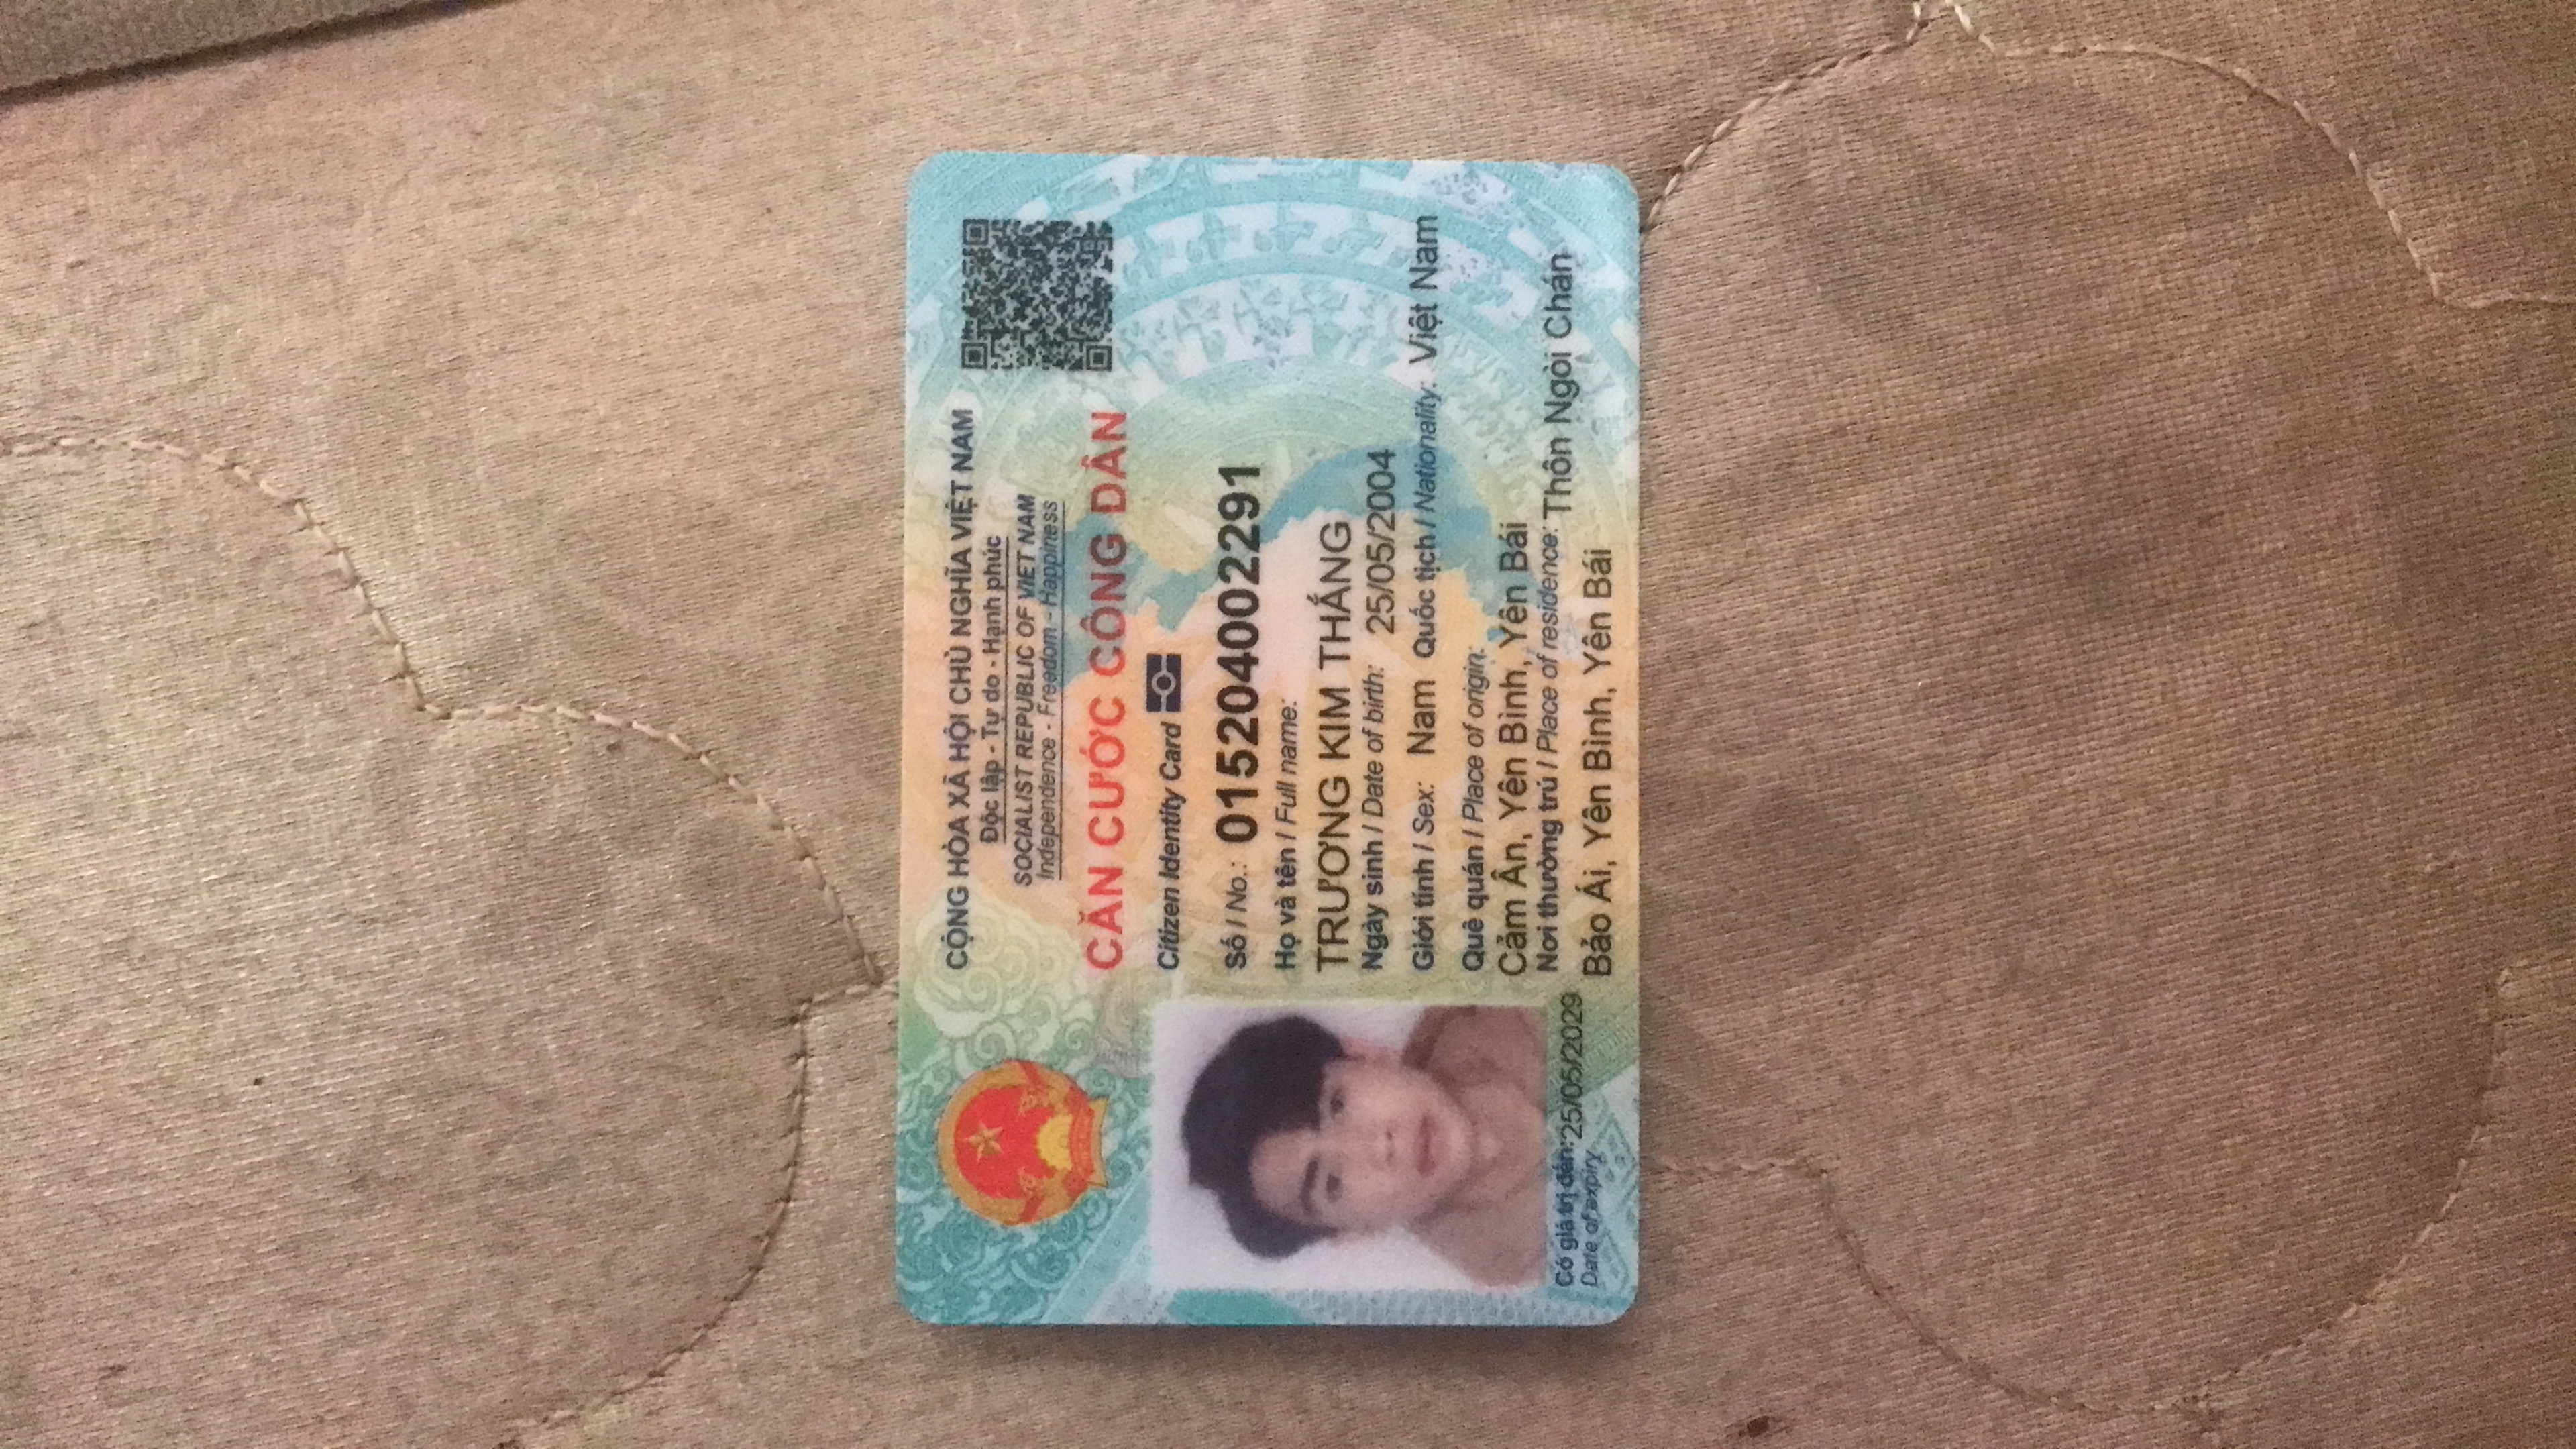 CỘNG HÒA XÃ HỘI CHỦ NGHĨA VIỆT NAM
Độc lập - Tự do - Hạnh phúc
SOCIALIST REPUBLIC OF VIET NAM
Independence - Freedom - Happiness
CĂN CƯỚC CÔNG DÂN
Citizen Identity Card
Số / No.: 015204002291
Họ và tên / Full name:
TRƯƠNG KIM THẮNG
Ngày sinh / Date of birth: 25/05/2004
Giới tính / Sex: Nam Quốc tịch / Nationality: Việt Nam
Quê quán / Place of origin:
Cảm Ân, Yên Bình, Yên Bái
Nơi thường trú / Place of residence: Thôn Ngòi Chán
Bảo Ái, Yên Bình, Yên Bái
Có giá trị đến: 25/05/2029
Date of expiry